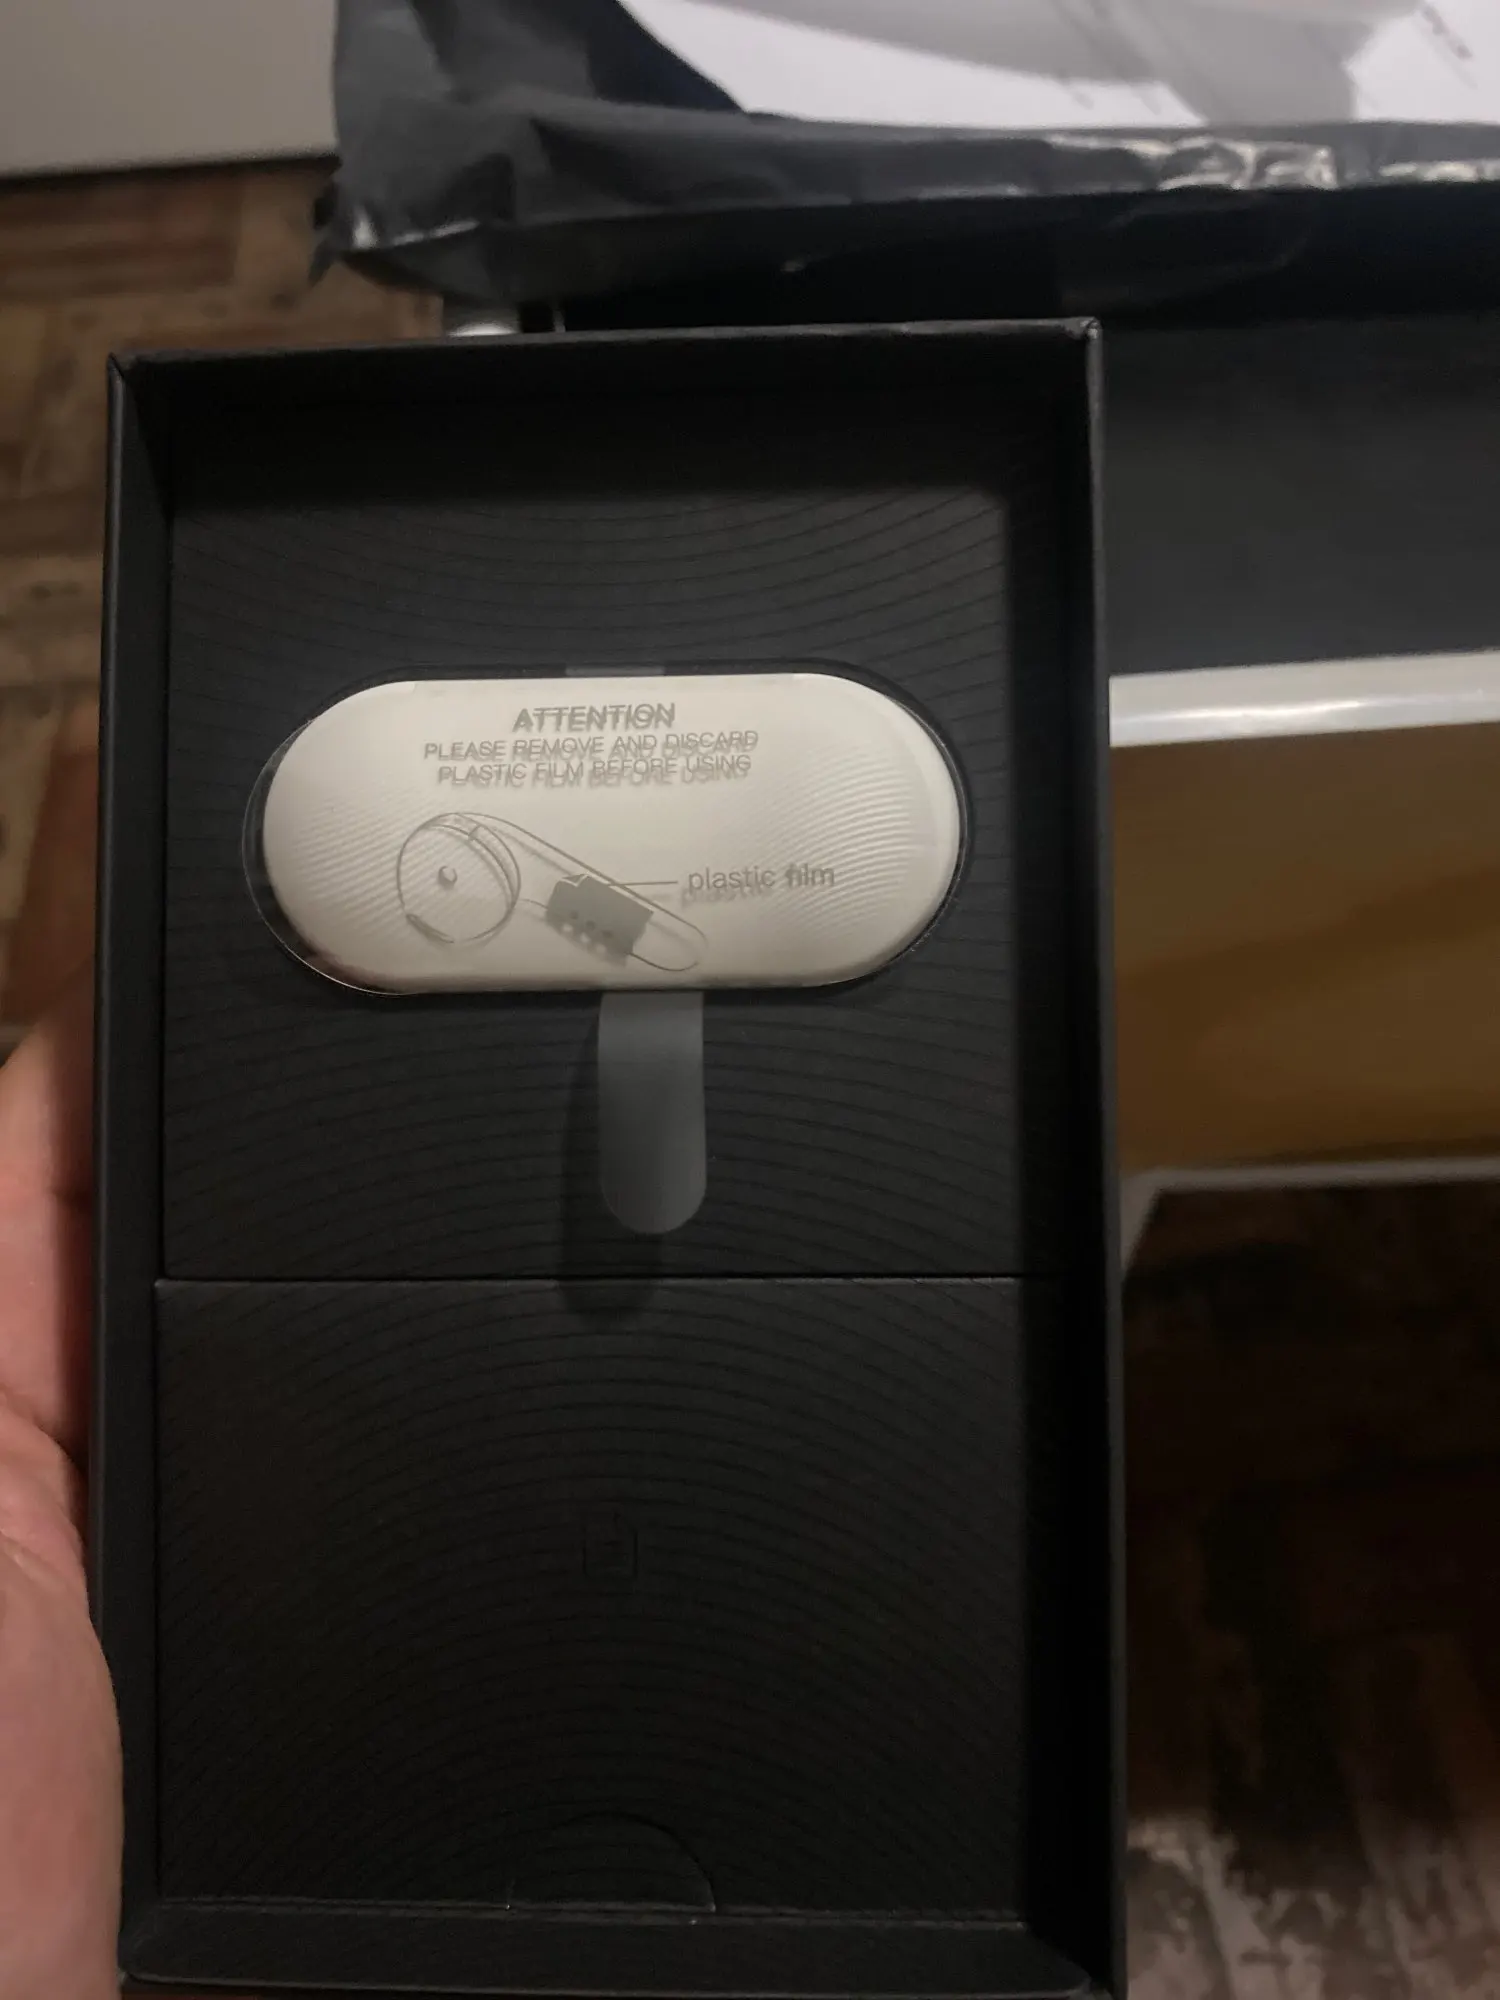 ATTENTION
PLEASE REMOVE AND DISCARD
PLASTIC FILM BEFORE USING
plastic film